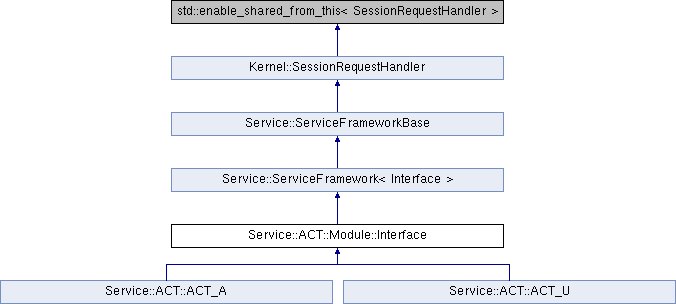 std::enable_shared_from_this< SessionRequestHandler >
Kernel::SessionRequestHandler
Service::ServiceFrameworkBase
Service::ServiceFramework< Interface >
Service::ACT::Module::Interface
Service::ACT::ACT_A
Service::ACT::ACT_U